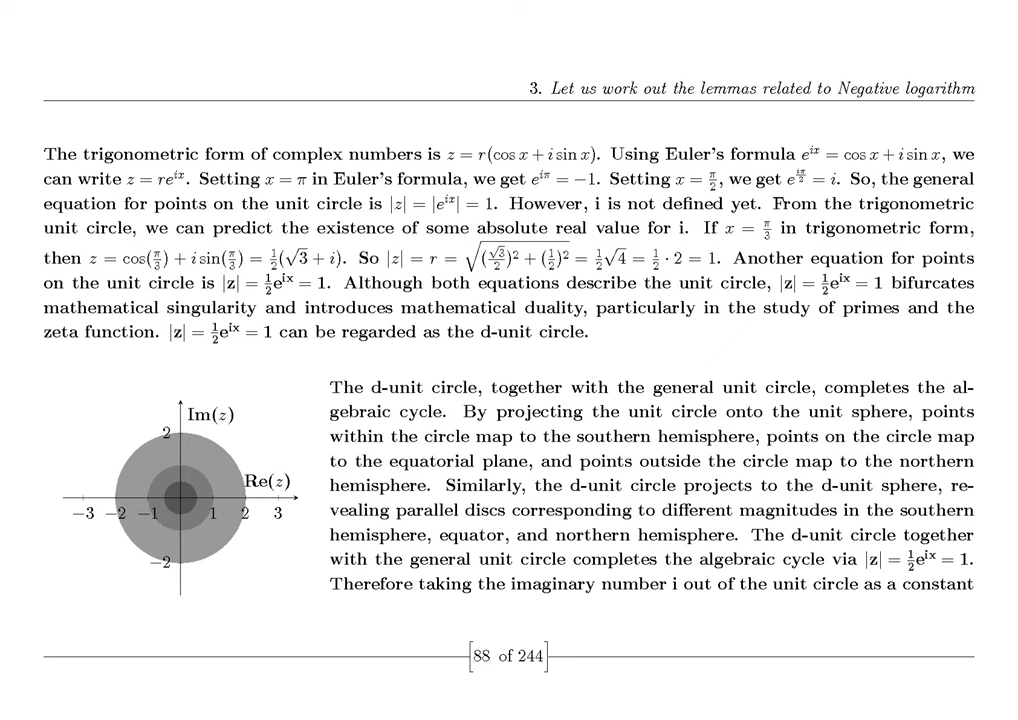 3. Let us work out the lemmas related to Negative logarithm
The trigonometric form of complex numbers is z = r(cos x + i sin x). Using Euler's formula e^{ix} = cos x + i sin x, we
can write z = re^{ix}. Setting x = π in Euler's formula, we get e^{iπ} = −1. Setting x = π/2, we get e^{iπ/2} = i. So, the general
equation for points on the unit circle is |z| = |e^{ix}| = 1. However, i is not defined yet. From the trigonometric
unit circle, we can predict the existence of some absolute real value for i. If x = π/3 in trigonometric form,
then z = cos(π/3) + i sin(π/3) = 1/2(√3 + i). So |z| = r = √((√3/2)² + (1/2)²) = 1/2√4 = 1/2 · 2 = 1. Another equation for points
on the unit circle is |z| = 1/2e^{ix} = 1. Although both equations describe the unit circle, |z| = 1/2e^{ix} = 1 bifurcates
mathematical singularity and introduces mathematical duality, particularly in the study of primes and the
zeta function. |z| = 1/2e^{ix} = 1 can be regarded as the d-unit circle.
Im(z)
2
Re(z)
−3 −2 −1 1 2 3
−2
The d-unit circle, together with the general unit circle, completes the al-
gebraic cycle. By projecting the unit circle onto the unit sphere, points
within the circle map to the southern hemisphere, points on the circle map
to the equatorial plane, and points outside the circle map to the northern
hemisphere. Similarly, the d-unit circle projects to the d-unit sphere, re-
vealing parallel discs corresponding to different magnitudes in the southern
hemisphere, equator, and northern hemisphere. The d-unit circle together
with the general unit circle completes the algebraic cycle via |z| = 1/2e^{ix} = 1.
Therefore taking the imaginary number i out of the unit circle as a constant
88 of 244